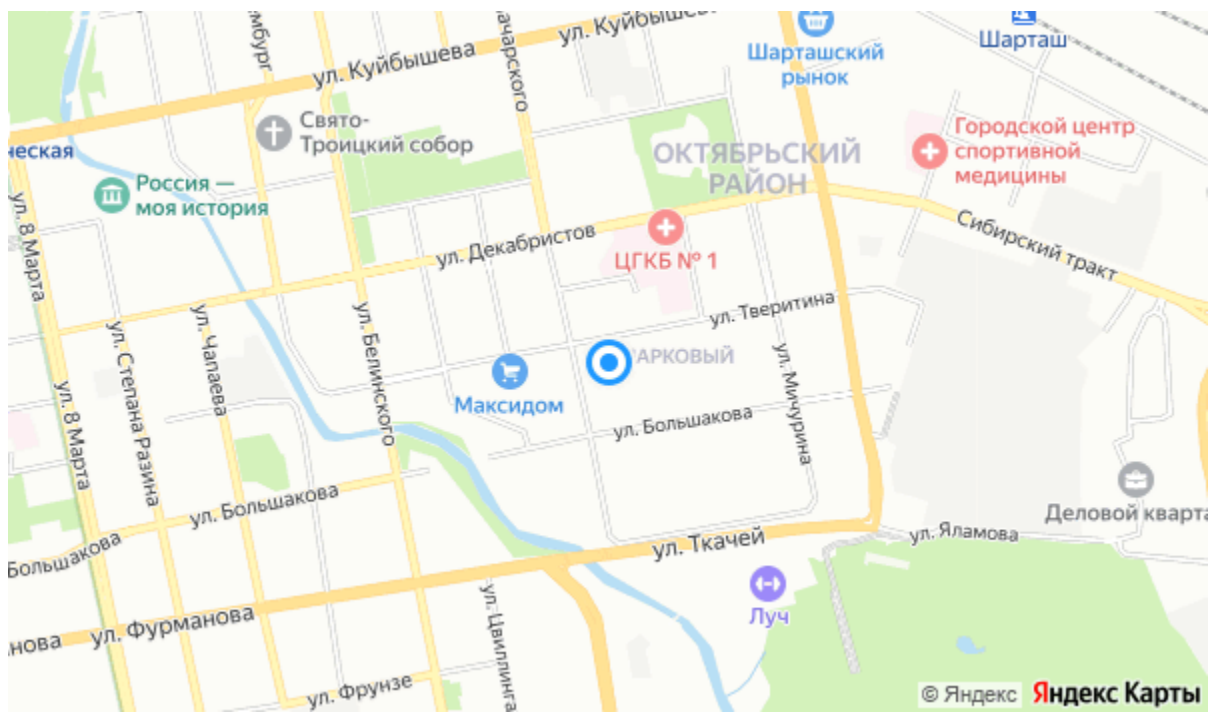 ембург
ул. Куйбышева
ул. Куйбышева
ачарского
Шарташский
рынок
Шарташ
Свято-
Троицкий собор
ческая
Россия —
моя история
ОКТЯБРЬСКИЙ
РАЙОН
Городской центр
спортивной
медицины
ул. 8 Марта
ул. Декабристов
ЦГКБ № 1
Сибирский тракт
ул. Тверитина
ул. Степана Разина
ул. Чапаева
ул. Белинского
АРКОВЫЙ
ул. Мичурина
ул. 8 Марта
Максидом
ул. Большакова
ул. Большакова
Большакова
Деловой кварта
ул. Ткачей
ул. Яламова
Луч
нова
ул. Фурманова
ул. Цвиллинга
ул. Фрунзе
© Яндекс Яндекс Карты